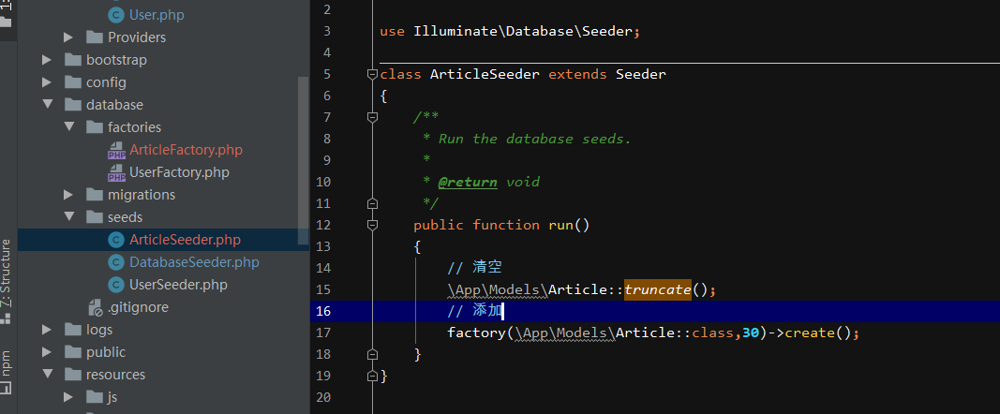 1:
User.php
Providers
bootstrap
config
database
factories
ArticleFactory.php
UserFactory.php
migrations
seeds
ArticleSeeder.php
DatabaseSeeder.php
UserSeeder.php
.gitignore
logs
public
resources
js
Z: Structure
npm
2
3 use Illuminate\Database\Seeder;
4
5 class ArticleSeeder extends Seeder
6 {
7 /**
8 * Run the database seeds.
9 *
10 * @return void
11 */
12 public function run()
13 {
14 // 清空
15 \App\Models\Article::truncate();
16 // 添加
17 factory(\App\Models\Article::class,30)->create();
18 }
19 }
20